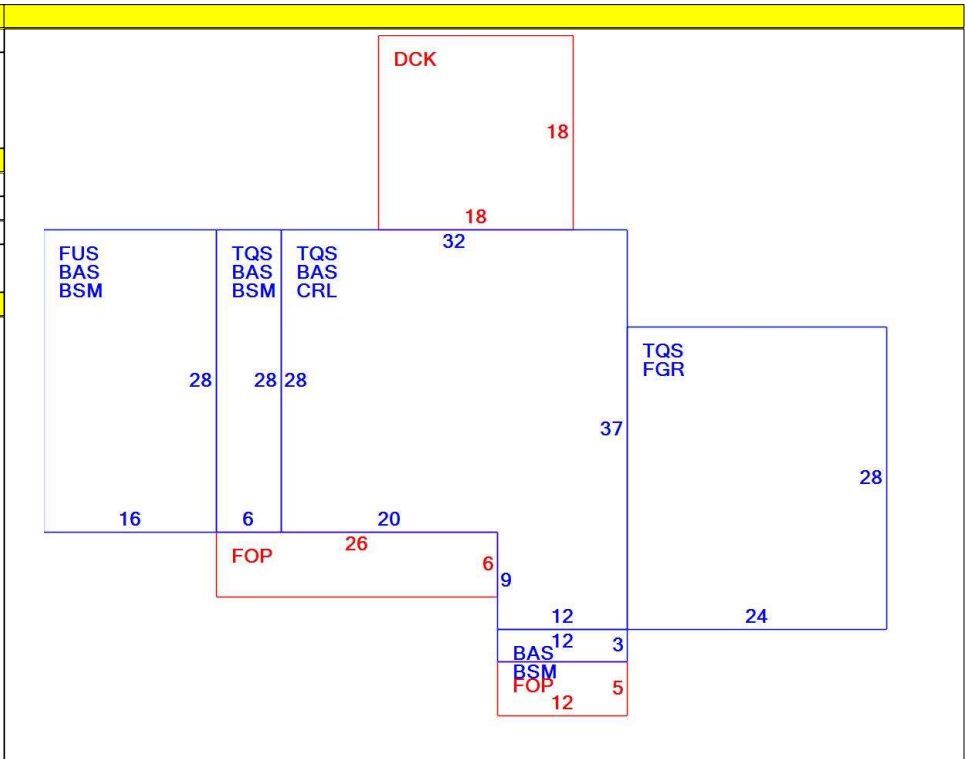 DCK
18
18
32
FUS
BAS
BSM
TQS
BAS
BSM
TQS
BAS
CRL
TQS
FGR
28
28
28
37
28
16
6
20
26
FOP
6
9
12
24
12
3
BAS
BSM
FOP
5
12